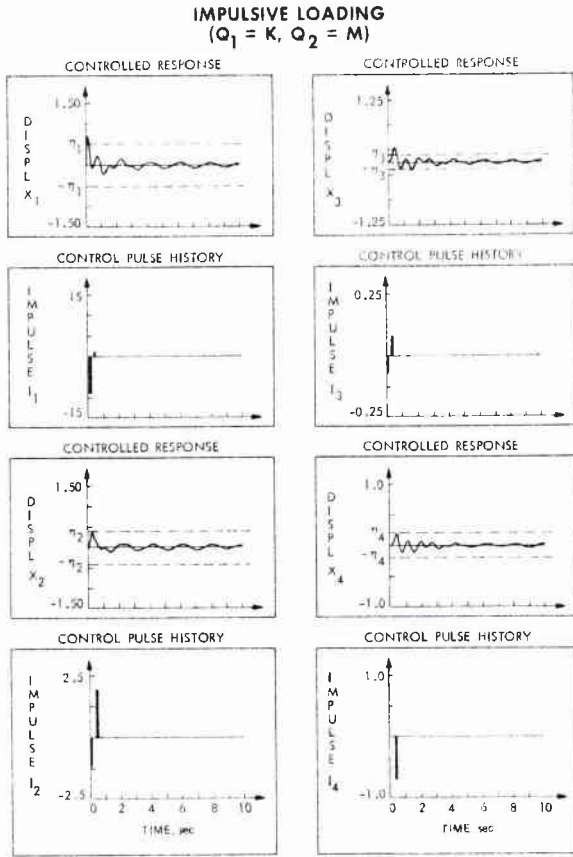 IMPULSIVE LOADING
(Q1 = K, Q2 = M)
CONTROLLED RESPONSE
1.50
DISPL X1
η1
-η1
-1.50
CONTROLLED RESPONSE
1.25
DISPL X3
η3
-η3
-1.25
CONTROL PULSE HISTORY
15
IMPULSE I1
-15
CONTROL PULSE HISTORY
0.25
IMPULSE I3
-0.25
CONTROLLED RESPONSE
1.50
DISPL X2
η2
-η2
-1.50
CONTROLLED RESPONSE
1.0
DISPL X4
η4
-η4
-1.0
CONTROL PULSE HISTORY
2.5
IMPULSE I2
-2.5
0 2 4 6 8 10
TIME, sec
CONTROL PULSE HISTORY
1.0
IMPULSE I4
-1.0
0 2 4 6 8 10
TIME, sec